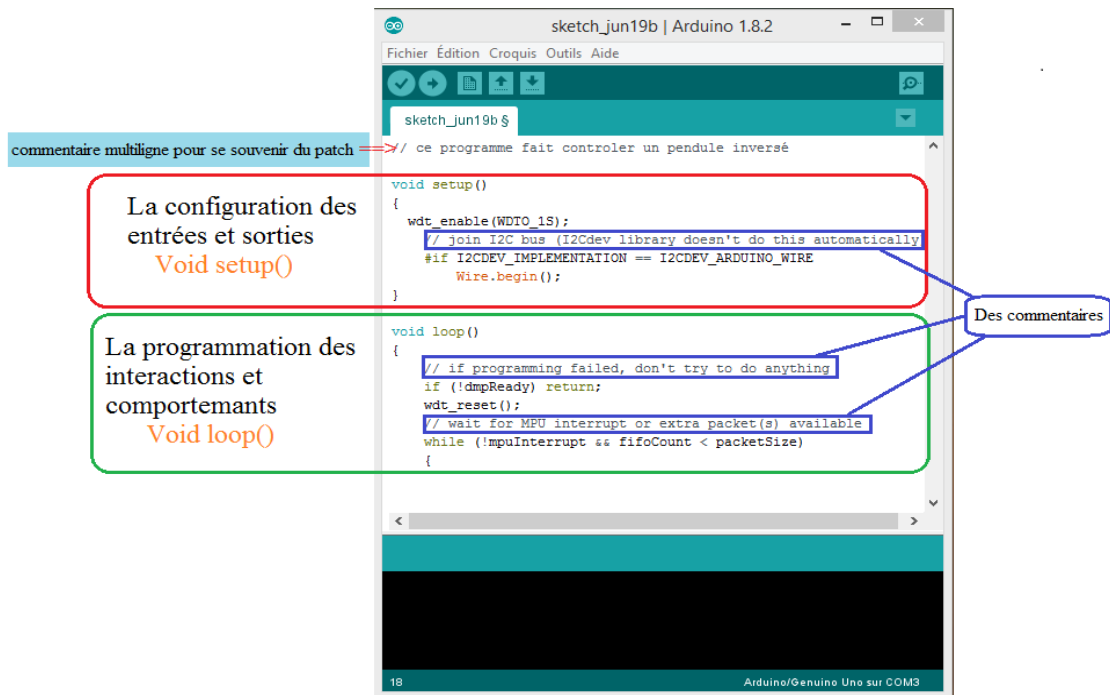 sketch_jun19b | Arduino 1.8.2
Fichier Édition Croquis Outils Aide
sketch_jun19b §
commentaire multiligne pour se souvenir du patch ==>// ce programme fait controler un pendule inversé
La configuration des
entrées et sorties
Void setup()
void setup()
{
wdt_enable(WDTO_1S);
// join I2C bus (I2Cdev library doesn't do this automatically
#if I2CDEV_IMPLEMENTATION == I2CDEV_ARDUINO_WIRE
Wire.begin();
}
Des commentaires
La programmation des
interactions et
comportemants
Void loop()
void loop()
{
// if programming failed, don't try to do anything
if (!dmpReady) return;
wdt_reset();
// wait for MPU interrupt or extra packet(s) available
while (!mpuInterrupt && fifoCount < packetSize)
{
18 Arduino/Genuino Uno sur COM3